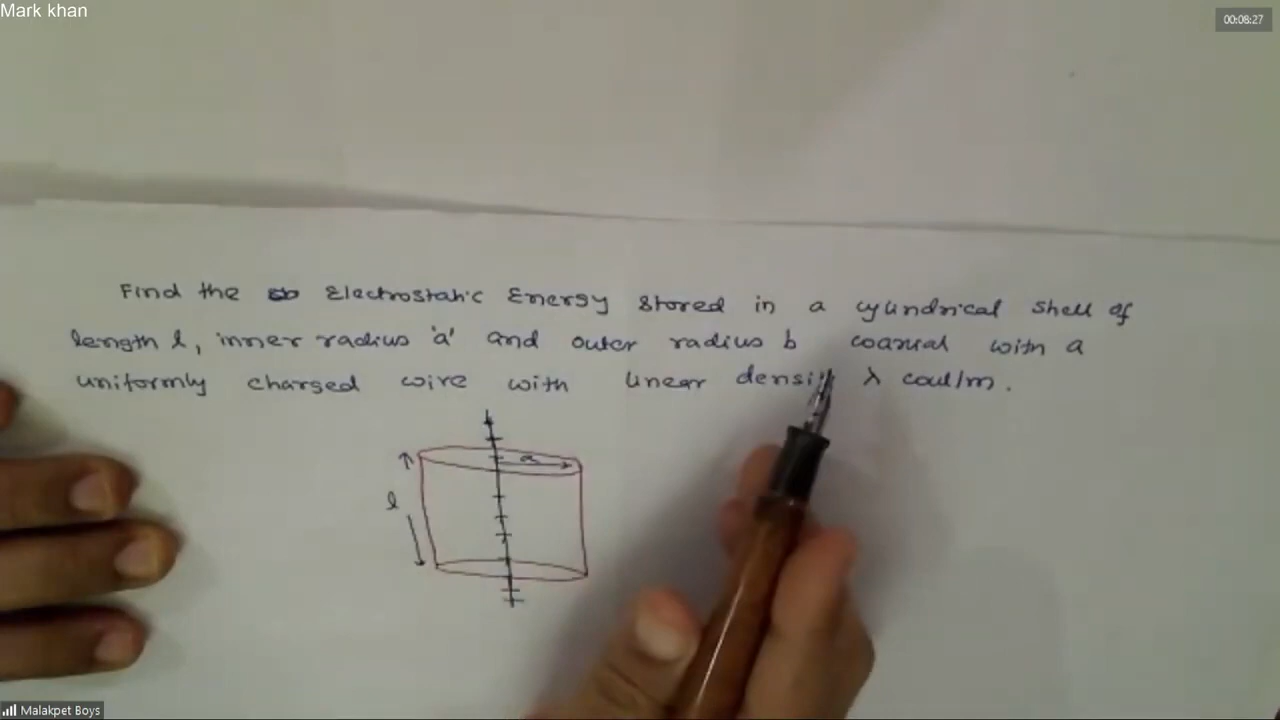 Mark khan
00:08:27
Find the Electrostatic Energy stored in a cylindrical shell of
length l, inner radius 'a' and outer radius b coaxial with a
uniformly charged wire with linear density λ coul/m.
a
l
Malakpet Boys